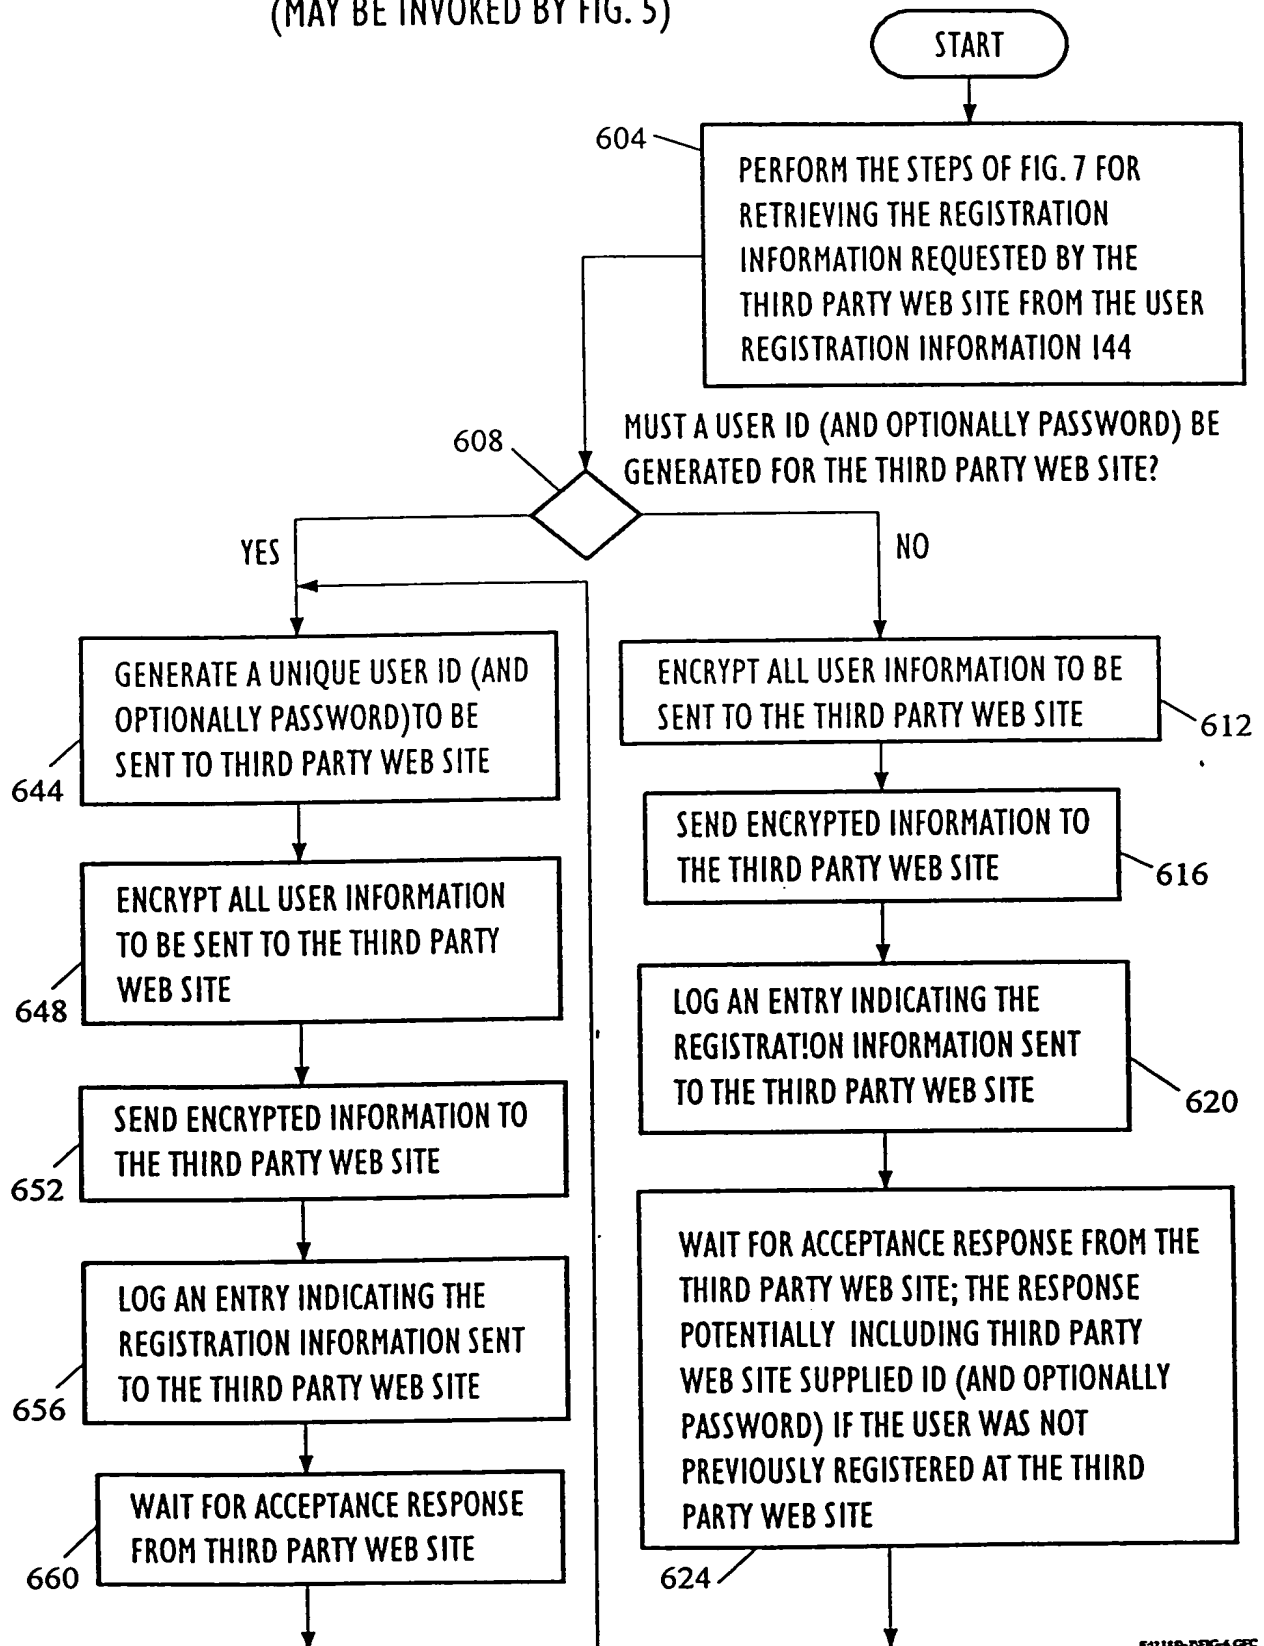 (MAY BE INVOKED BY FIG. 5)
START
604
PERFORM THE STEPS OF FIG. 7 FOR
RETRIEVING THE REGISTRATION
INFORMATION REQUESTED BY THE
THIRD PARTY WEB SITE FROM THE USER
REGISTRATION INFORMATION 144
608
MUST A USER ID (AND OPTIONALLY PASSWORD) BE
GENERATED FOR THE THIRD PARTY WEB SITE?
YES
NO
GENERATE A UNIQUE USER ID (AND
OPTIONALLY PASSWORD)TO BE
SENT TO THIRD PARTY WEB SITE
644
ENCRYPT ALL USER INFORMATION
TO BE SENT TO THE THIRD PARTY
WEB SITE
648
SEND ENCRYPTED INFORMATION TO
THE THIRD PARTY WEB SITE
652
LOG AN ENTRY INDICATING THE
REGISTRATION INFORMATION SENT
TO THE THIRD PARTY WEB SITE
656
WAIT FOR ACCEPTANCE RESPONSE
FROM THIRD PARTY WEB SITE
660
ENCRYPT ALL USER INFORMATION TO BE
SENT TO THE THIRD PARTY WEB SITE
612
SEND ENCRYPTED INFORMATION TO
THE THIRD PARTY WEB SITE
616
LOG AN ENTRY INDICATING THE
REGISTRAT!ON INFORMATION SENT
TO THE THIRD PARTY WEB SITE
620
WAIT FOR ACCEPTANCE RESPONSE FROM THE
THIRD PARTY WEB SITE; THE RESPONSE
POTENTIALLY INCLUDING THIRD PARTY
WEB SITE SUPPLIED ID (AND OPTIONALLY
PASSWORD) IF THE USER WAS NOT
PREVIOUSLY REGISTERED AT THE THIRD
PARTY WEB SITE
624